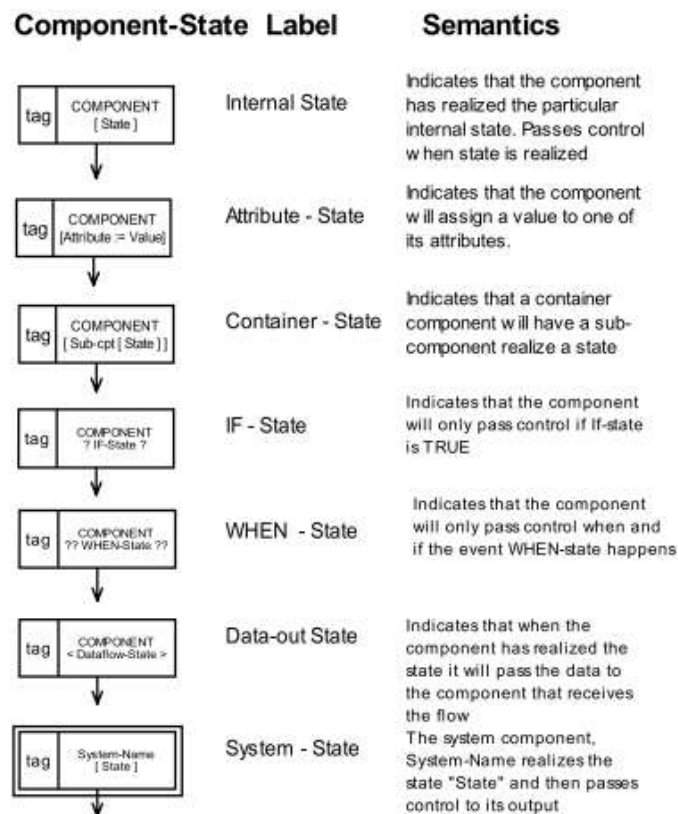 Component-State Label Semantics
tag
COMPONENT
[ State ]
Internal State
Indicates that the component
has realized the particular
internal state. Passes control
when state is realized
tag
COMPONENT
[Attribute := Value]
Attribute - State
Indicates that the component
will assign a value to one of
its attributes.
tag
COMPONENT
[ Sub-cpt [ State ] ]
Container - State
Indicates that a container
component will have a sub-
component realize a state
tag
COMPONENT
? IF-State ?
IF - State
Indicates that the component
will only pass control if If-state
is TRUE
tag
COMPONENT
?? WHEN-State ??
WHEN - State
Indicates that the component
will only pass control when and
if the event WHEN-state happens
tag
COMPONENT
< Dataflow-State >
Data-out State
Indicates that when the
component has realized the
state it will pass the data to
the component that receives
the flow
tag
System-Name
[ State ]
System - State
The system component,
System-Name realizes the
state "State" and then passes
control to its output